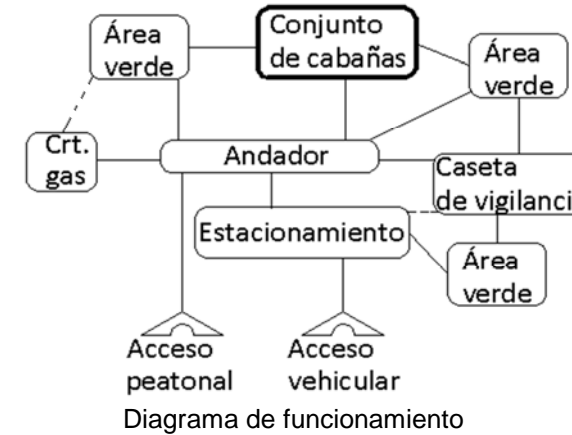 Área
verde
Conjunto
de cabañas
Área
verde
Crt.
gas
Andador
Caseta
de vigilanci
Estacionamiento
Área
verde
Acceso
peatonal
Acceso
vehicular
Diagrama de funcionamiento